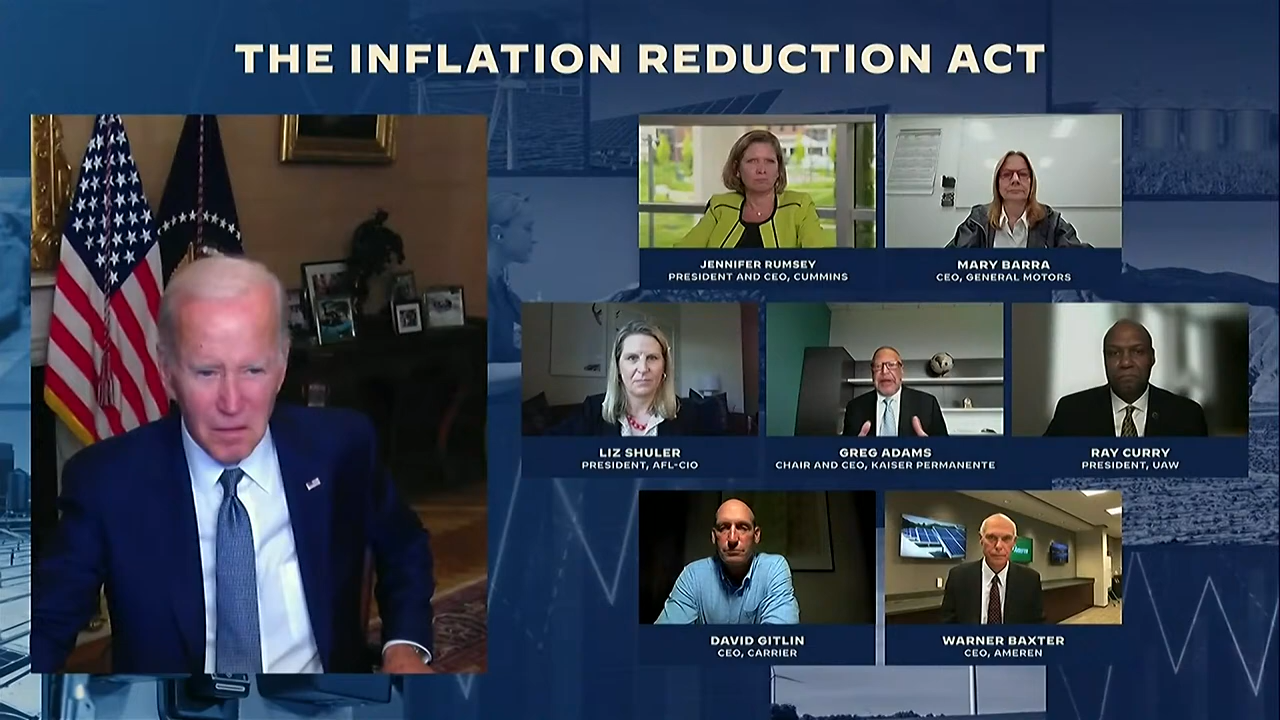 THE INFLATION REDUCTION ACT
JENNIFER RUMSEY
PRESIDENT AND CEO, CUMMINS
MARY BARRA
CEO, GENERAL MOTORS
LIZ SHULER
PRESIDENT, AFL-CIO
GREG ADAMS
CHAIR AND CEO, KAISER PERMANENTE
RAY CURRY
PRESIDENT, UAW
DAVID GITLIN
CEO, CARRIER
WARNER BAXTER
CEO, AMEREN